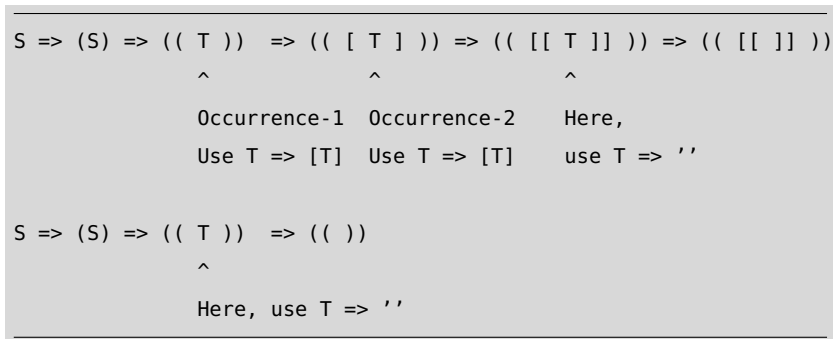 S => (S) => (( T ))  => (( [ T ] )) => (( [[ T ]] )) => (( [[ ]] ))
               ^             ^               ^
               Occurrence-1  Occurrence-2    Here,
               Use T => [T]  Use T => [T]    use T => ’’
S => (S) => (( T ))  => (( ))
               ^
               Here, use T => ’’